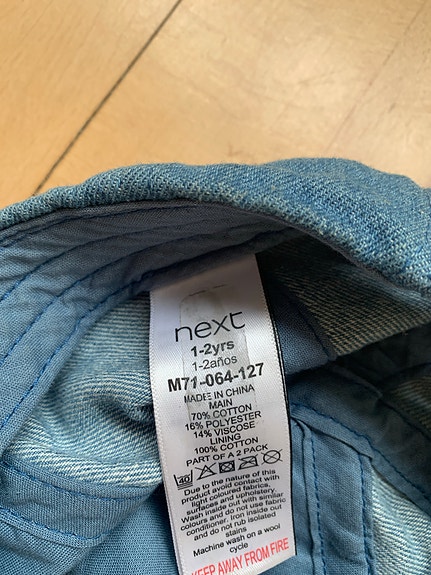 next
1-2yrs
1-2años
M71-064-127
MADE IN CHINA
MAIN
70% COTTON
16% POLYESTER
14% VISCOSE
LINING
100% COTTON
PART OF A 2 PACK
40
Due to the nature of this
product avoid contact with
light coloured fabrics,
surfaces and upholstery.
Wash inside out with similar
colours and do not use fabric
conditioner. Iron inside out
and do not rub isolated
stains
Machine wash on a wool
cycle
KEEP AWAY FROM FIRE